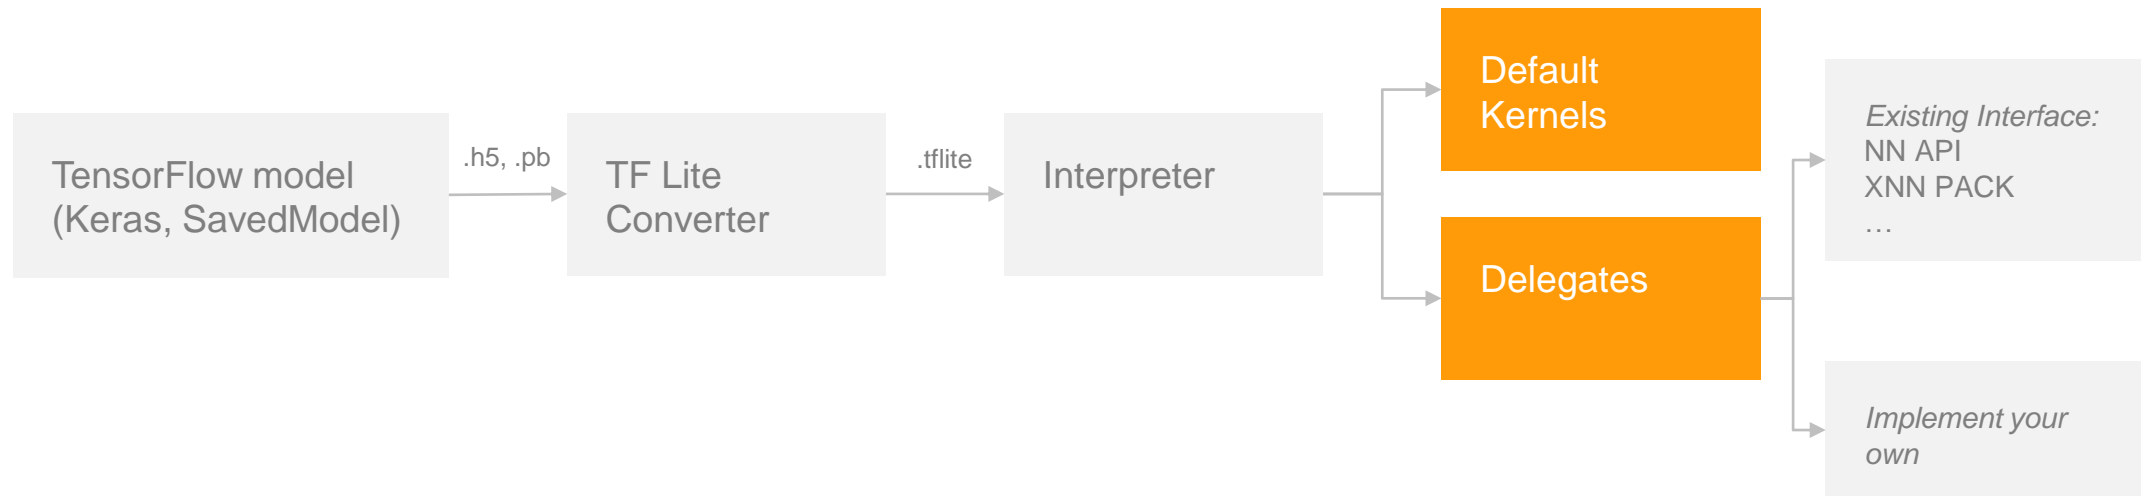 TensorFlow model
(Keras, SavedModel)
.h5, .pb
TF Lite
Converter
.tflite
Interpreter
Default
Kernels
Delegates
Existing Interface:
NN API
XNN PACK
…
Implement your
own